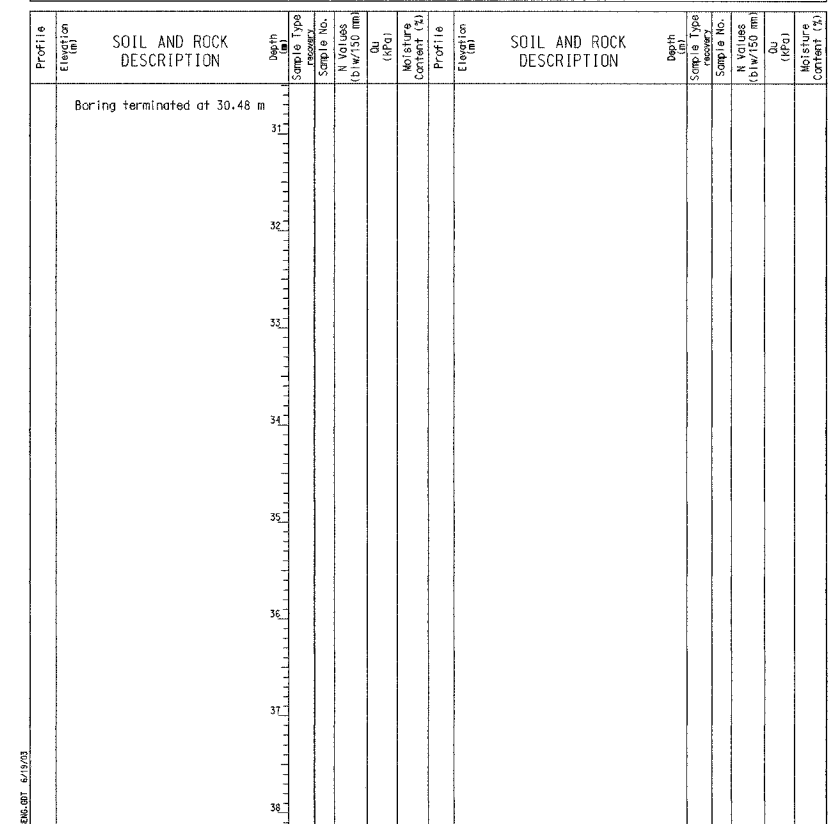 Profile
Elevation
(m)
SOIL AND ROCK
DESCRIPTION
Depth
(m)
Sample Type
recovery
Sample No.
N Values
(blw/150 mm)
Qu
(kPa)
Moisture
Content (%)
Profile
Elevation
(m)
SOIL AND ROCK
DESCRIPTION
Depth
(m)
Sample Type
recovery
Sample No.
N Values
(blw/150 mm)
Qu
(kPa)
Moisture
Content (%)
Boring terminated at 30.48 m
31
32
33
34
35
36
37
38
ENG.GDT 6/19/03